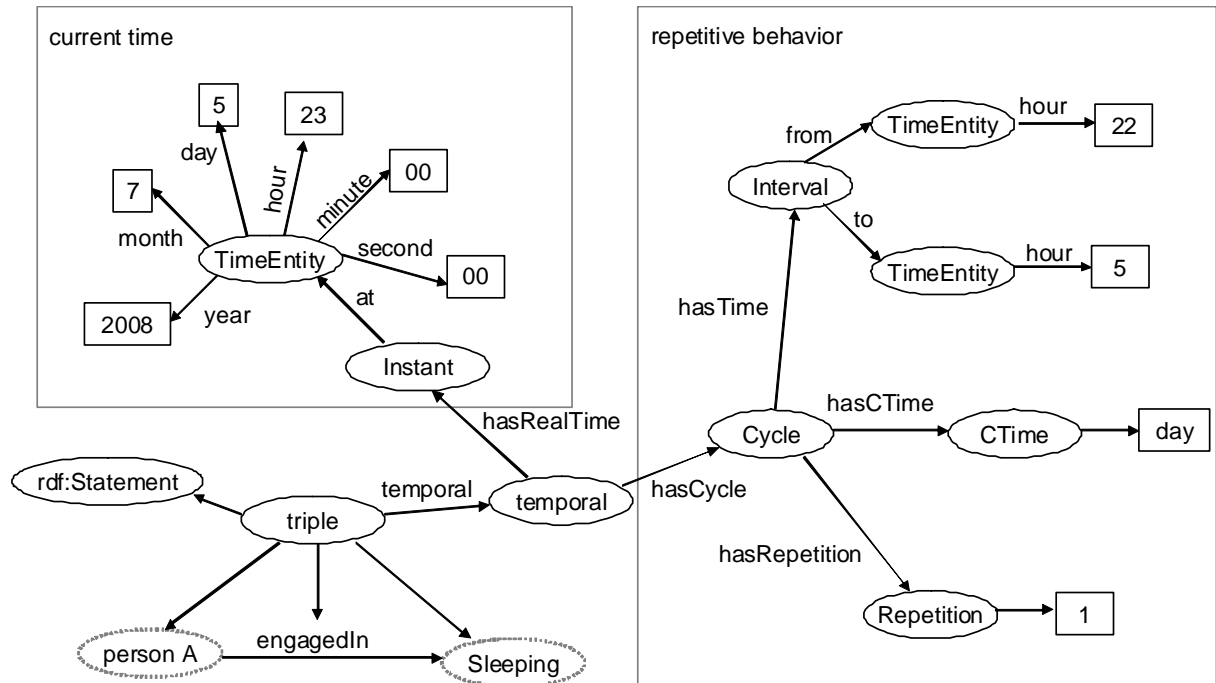 current time
5
23
day
hour
minute
00
7
month
TimeEntity
second
00
2008
year
at
Instant
hasRealTime
rdf:Statement
triple
temporal
temporal
hasCycle
person A
engagedIn
Sleeping
repetitive behavior
TimeEntity
hour
22
from
Interval
to
TimeEntity
hour
5
hasTime
Cycle
hasCTime
CTime
day
hasRepetition
Repetition
1